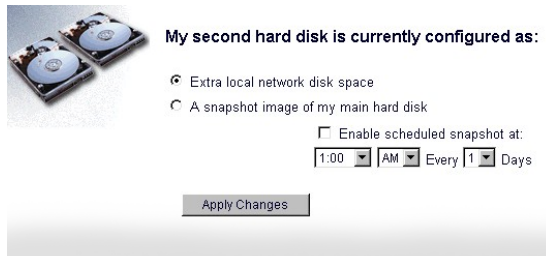 My second hard disk is currently configured as:
Extra local network disk space
A snapshot image of my main hard disk
Enable scheduled snapshot at:
1:00 AM Every 1 Days
Apply Changes